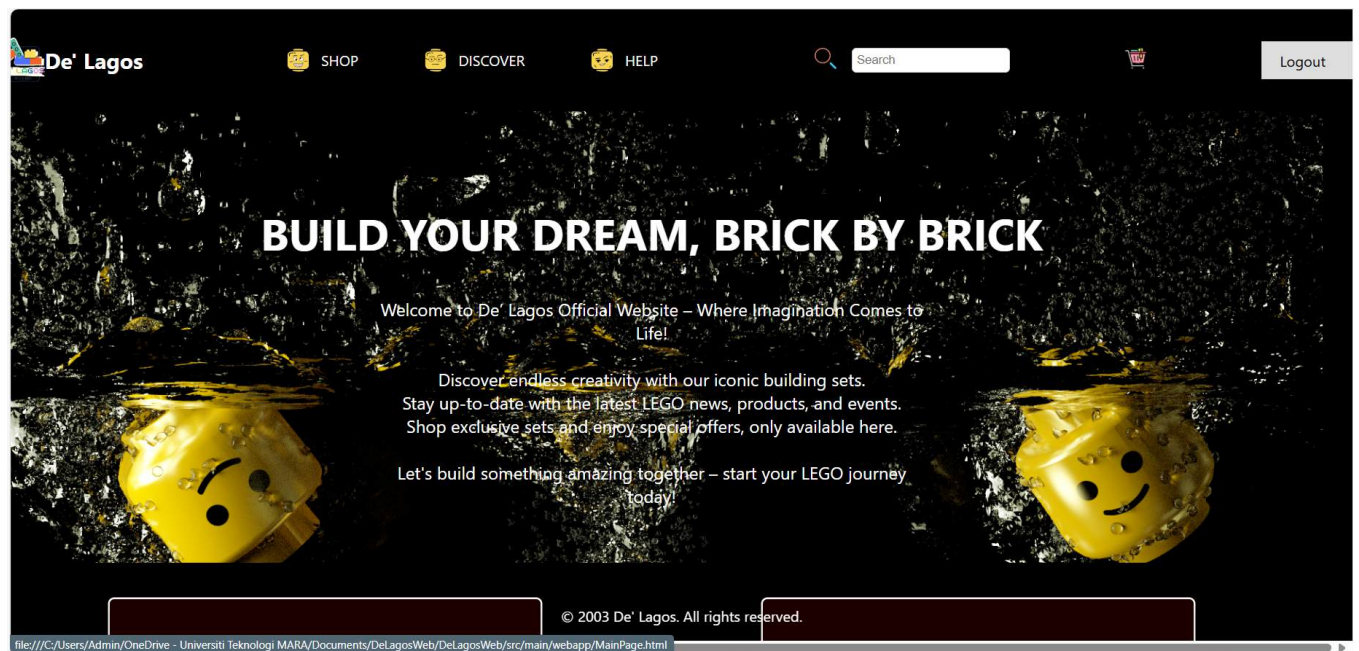 LAGOS
De' Lagos
SHOP
DISCOVER
HELP
Search
Logout
BUILD YOUR DREAM, BRICK BY BRICK
Welcome to De’ Lagos Official Website – Where Imagination Comes to
Life!
Discover endless creativity with our iconic building sets.
Stay up-to-date with the latest LEGO news, products, and events.
Shop exclusive sets and enjoy special offers, only available here.
Let's build something amazing together – start your LEGO journey
today!
© 2003 De' Lagos. All rights reserved.
file:///C:/Users/Admin/OneDrive - Universiti Teknologi MARA/Documents/DeLagosWeb/DeLagosWeb/src/main/webapp/MainPage.html